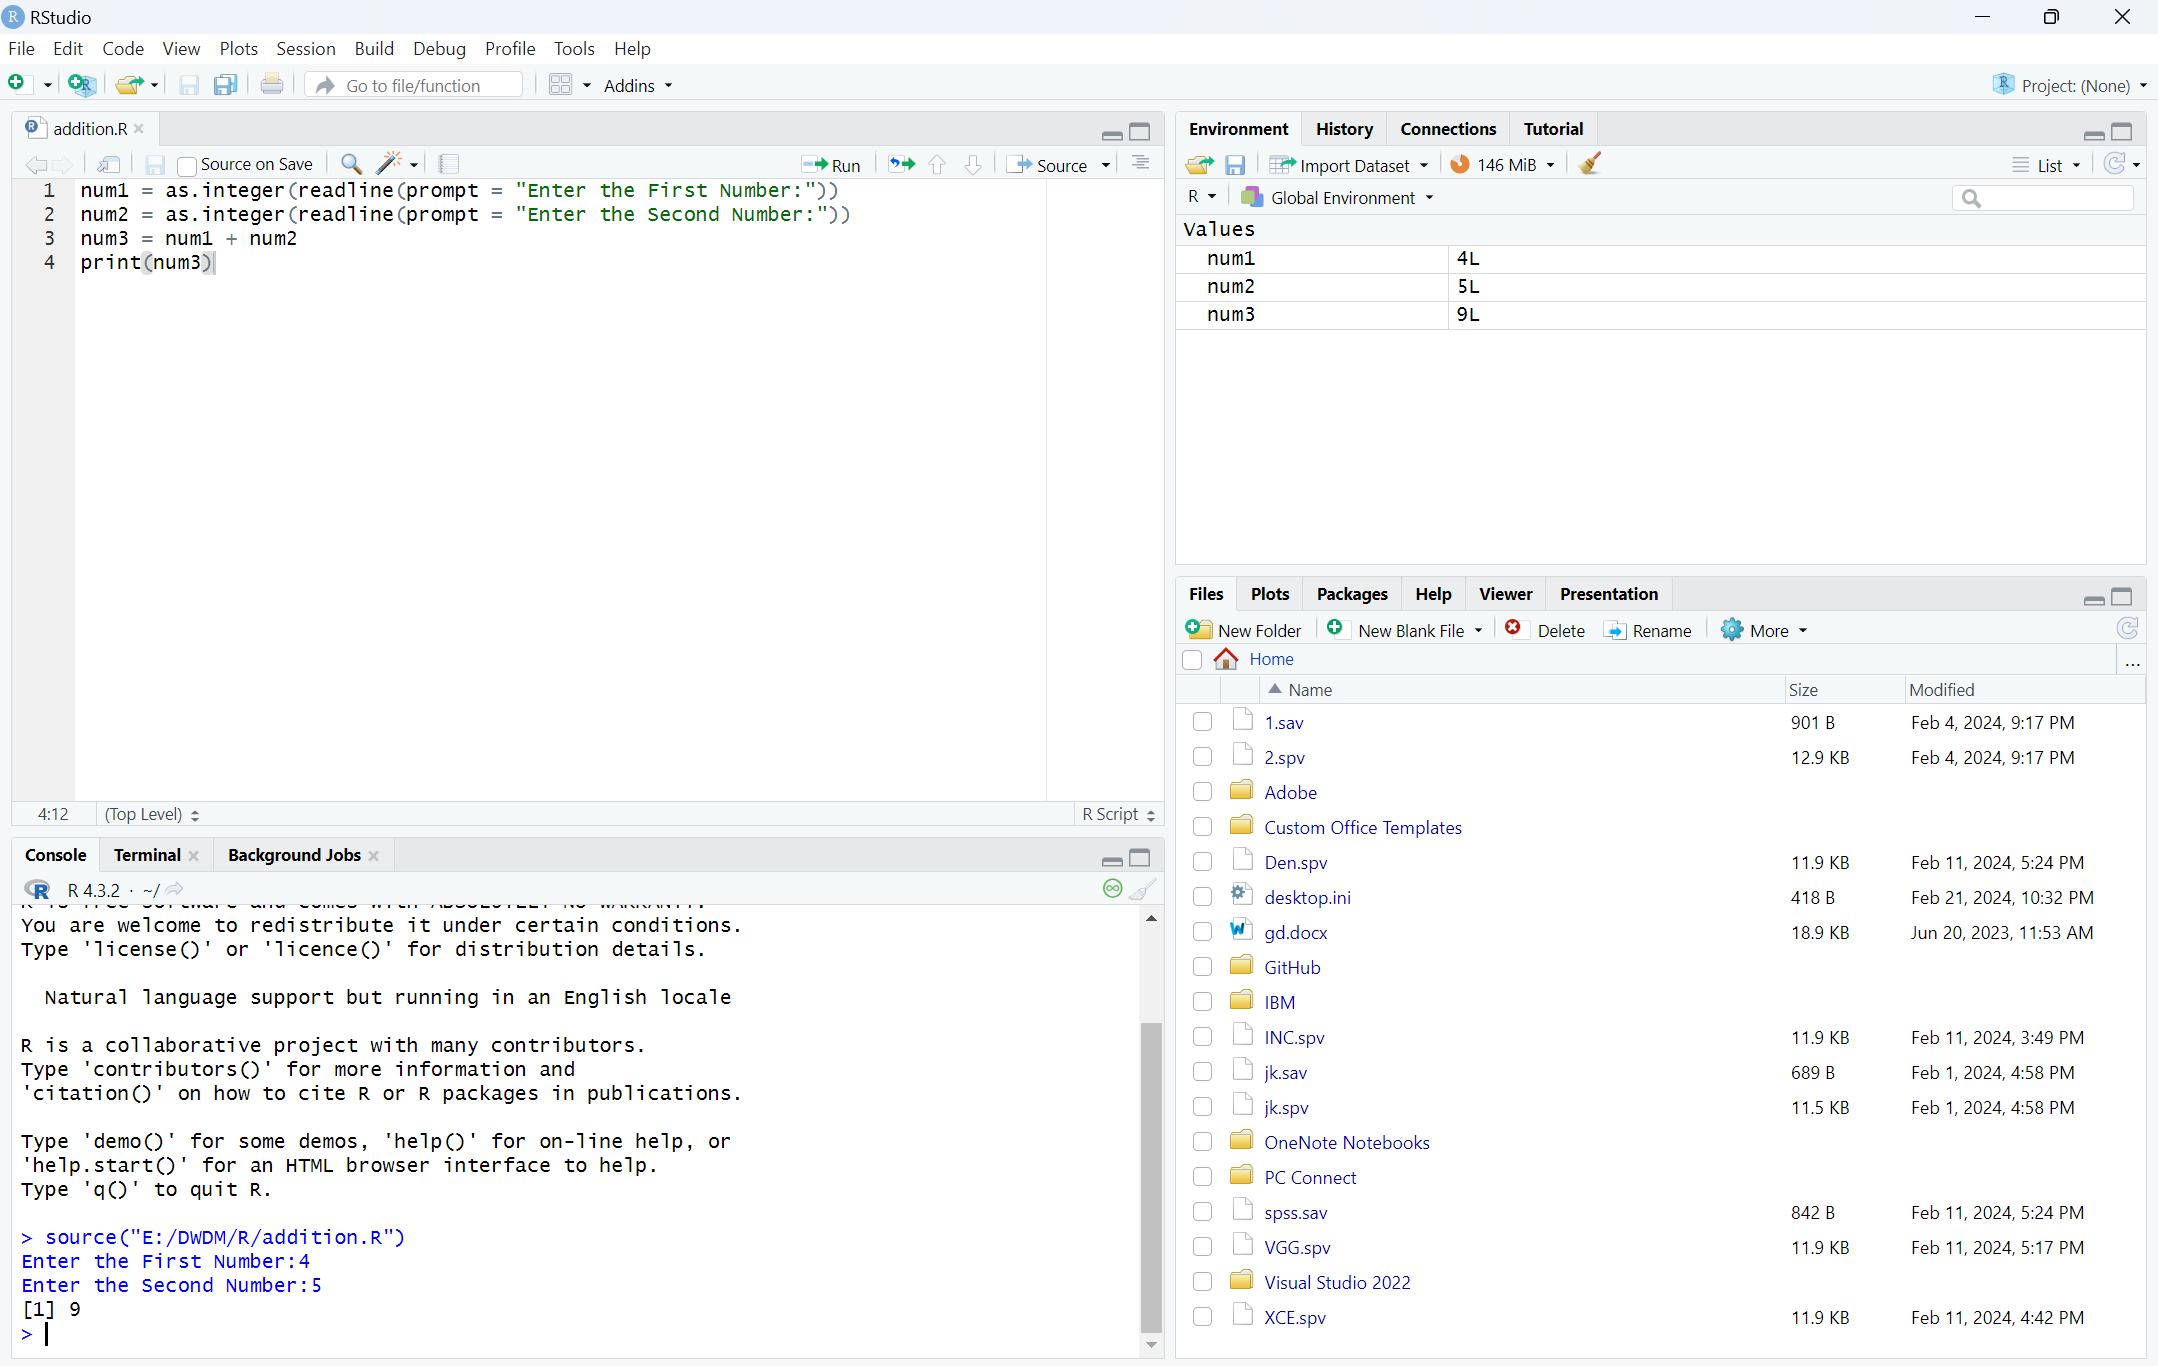 RStudio
File Edit Code View Plots Session Build Debug Profile Tools Help
Go to file/function Addins Project: (None)
addition.R
Source on Save Run Source
1 num1 = as.integer(readline(prompt = "Enter the First Number:"))
2 num2 = as.integer(readline(prompt = "Enter the Second Number:"))
3 num3 = num1 + num2
4 print(num3)
4:12 (Top Level) R Script
Console Terminal Background Jobs
R 4.3.2 · ~/
R is free software and comes with ABSOLUTELY NO WARRANTY.
You are welcome to redistribute it under certain conditions.
Type 'license()' or 'licence()' for distribution details.
Natural language support but running in an English locale
R is a collaborative project with many contributors.
Type 'contributors()' for more information and
'citation()' on how to cite R or R packages in publications.
Type 'demo()' for some demos, 'help()' for on-line help, or
'help.start()' for an HTML browser interface to help.
Type 'q()' to quit R.
> source("E:/DWDM/R/addition.R")
Enter the First Number:4
Enter the Second Number:5
[1] 9
>
Environment History Connections Tutorial
Import Dataset 146 MiB List
R Global Environment
Values
num1 4L
num2 5L
num3 9L
Files Plots Packages Help Viewer Presentation
New Folder New Blank File Delete Rename More
Home ...
Name Size Modified
1.sav 901 B Feb 4, 2024, 9:17 PM
2.spv 12.9 KB Feb 4, 2024, 9:17 PM
Adobe
Custom Office Templates
Den.spv 11.9 KB Feb 11, 2024, 5:24 PM
desktop.ini 418 B Feb 21, 2024, 10:32 PM
gd.docx 18.9 KB Jun 20, 2023, 11:53 AM
GitHub
IBM
INC.spv 11.9 KB Feb 11, 2024, 3:49 PM
jk.sav 689 B Feb 1, 2024, 4:58 PM
jk.spv 11.5 KB Feb 1, 2024, 4:58 PM
OneNote Notebooks
PC Connect
spss.sav 842 B Feb 11, 2024, 5:24 PM
VGG.spv 11.9 KB Feb 11, 2024, 5:17 PM
Visual Studio 2022
XCE.spv 11.9 KB Feb 11, 2024, 4:42 PM